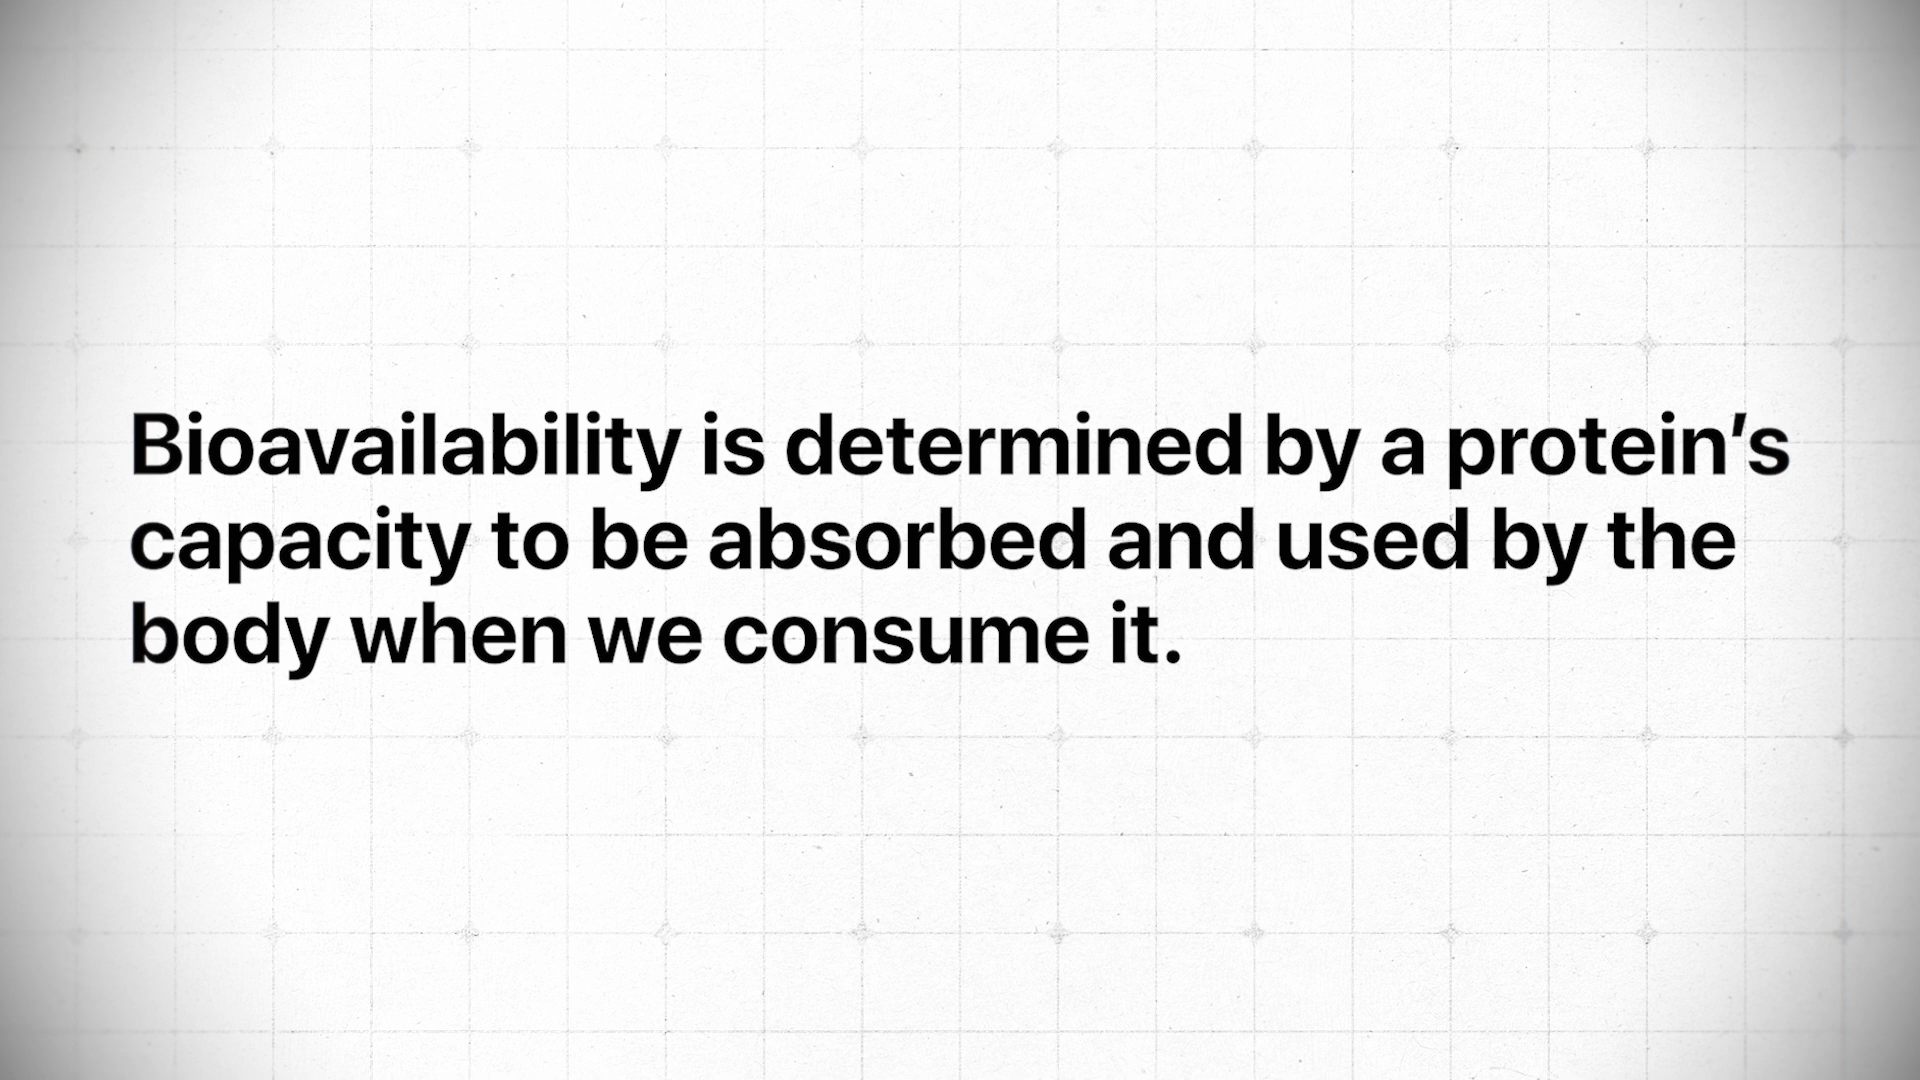 Bioavailability is determined by a protein’s
capacity to be absorbed and used by the
body when we consume it.